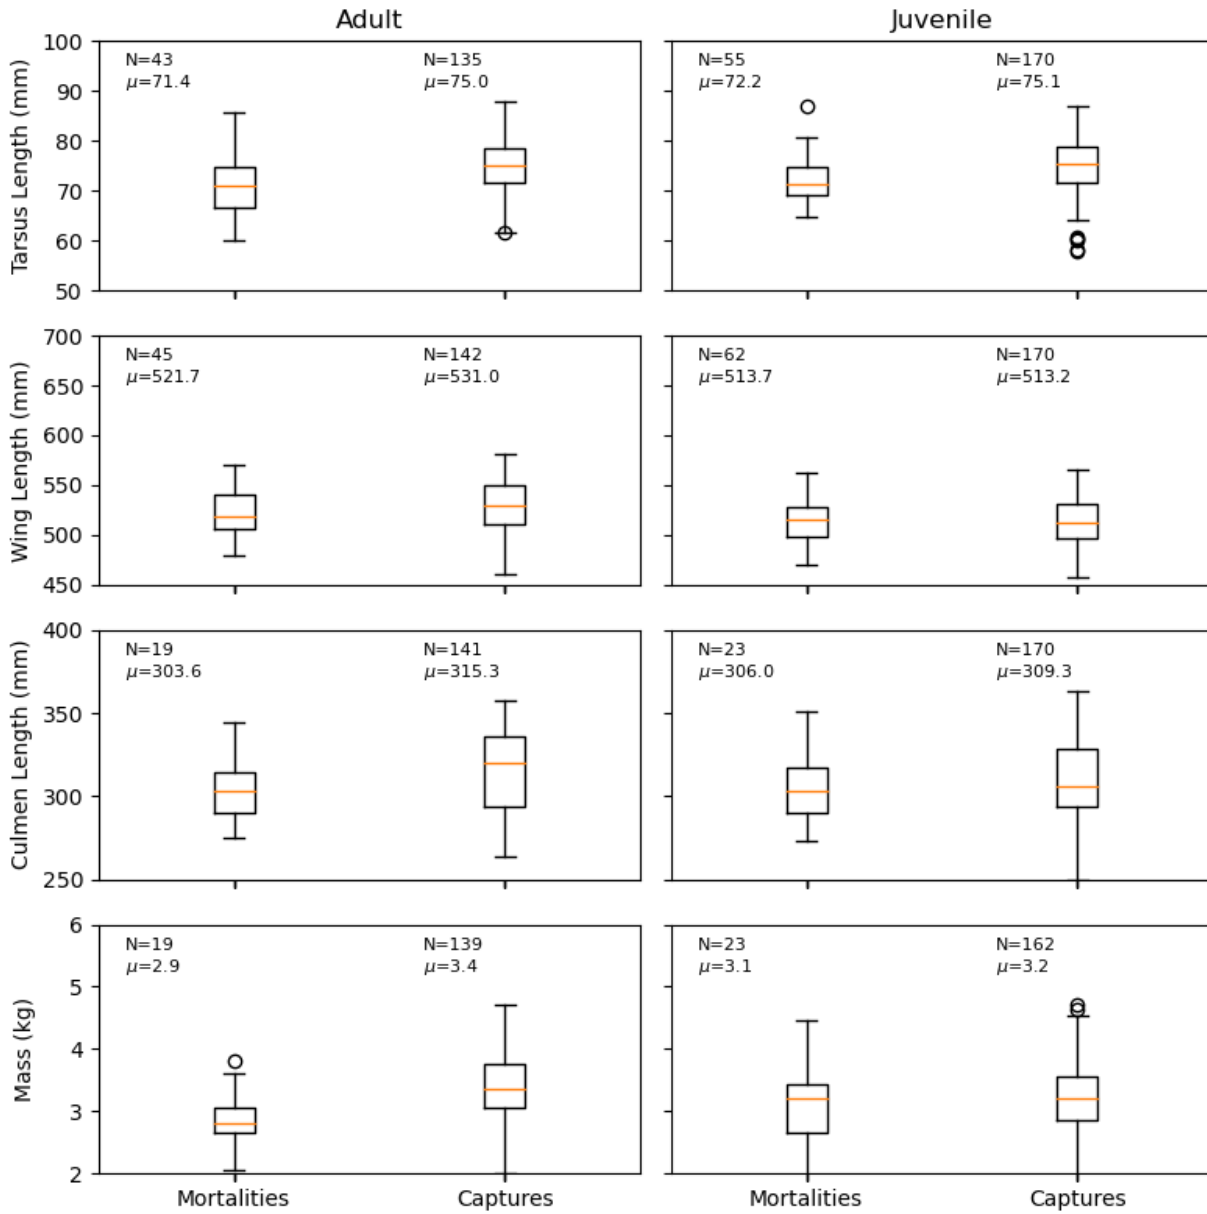 Adult
Juvenile
Tarsus Length (mm)
100
90
80
70
60
50
N=43
μ=71.4
N=135
μ=75.0
N=55
μ=72.2
N=170
μ=75.1
Wing Length (mm)
700
650
600
550
500
450
N=45
μ=521.7
N=142
μ=531.0
N=62
μ=513.7
N=170
μ=513.2
Culmen Length (mm)
400
350
300
250
N=19
μ=303.6
N=141
μ=315.3
N=23
μ=306.0
N=170
μ=309.3
Mass (kg)
6
5
4
3
2
N=19
μ=2.9
N=139
μ=3.4
N=23
μ=3.1
N=162
μ=3.2
Mortalities
Captures
Mortalities
Captures